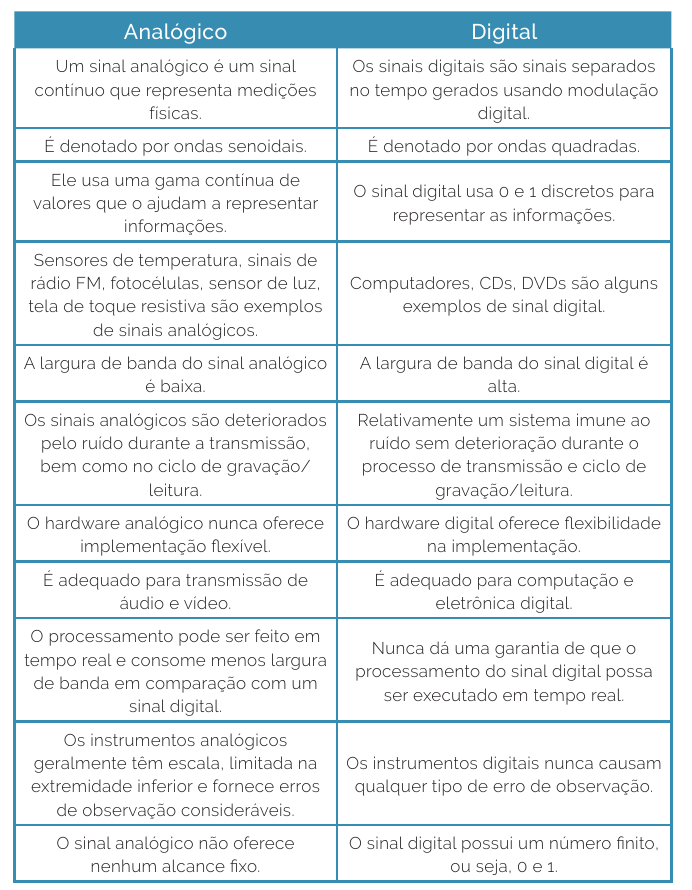 Analógico
Digital
Um sinal analógico é um sinal
contínuo que representa medições
físicas.
Os sinais digitais são sinais separados
no tempo gerados usando modulação
digital.
É denotado por ondas senoidais.
É denotado por ondas quadradas.
Ele usa uma gama contínua de
valores que o ajudam a representar
informações.
O sinal digital usa 0 e 1 discretos para
representar as informações.
Sensores de temperatura, sinais de
rádio FM, fotocélulas, sensor de luz,
tela de toque resistiva são exemplos
de sinais analógicos.
Computadores, CDs, DVDs são alguns
exemplos de sinal digital.
A largura de banda do sinal analógico
é baixa.
A largura de banda do sinal digital é
alta.
Os sinais analógicos são deteriorados
pelo ruído durante a transmissão,
bem como no ciclo de gravação/
leitura.
Relativamente um sistema imune ao
ruído sem deterioração durante o
processo de transmissão e ciclo de
gravação/leitura.
O hardware analógico nunca oferece
implementação flexível.
O hardware digital oferece flexibilidade
na implementação.
É adequado para transmissão de
áudio e vídeo.
É adequado para computação e
eletrônica digital.
O processamento pode ser feito em
tempo real e consome menos largura
de banda em comparação com um
sinal digital.
Nunca dá uma garantia de que o
processamento do sinal digital possa
ser executado em tempo real.
Os instrumentos analógicos
geralmente têm escala, limitada na
extremidade inferior e fornece erros
de observação consideráveis.
Os instrumentos digitais nunca causam
qualquer tipo de erro de observação.
O sinal analógico não oferece
nenhum alcance fixo.
O sinal digital possui um número finito,
ou seja, 0 e 1.